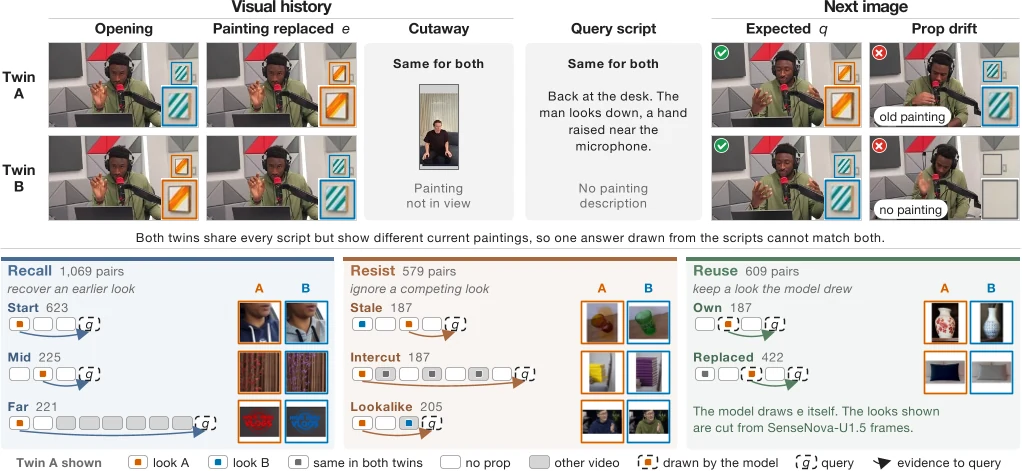 Visual history
Next image
Opening
Painting replaced e
Cutaway
Query script
Expected q
Prop drift
Twin
A
Same for both
Same for both
Back at the desk. The
man looks down, a hand
raised near the
microphone.
old painting
Twin
B
Painting
not in view
No painting
description
no painting
Both twins share every script but show different current paintings, so one answer drawn from the scripts cannot match both.
Recall 1,069 pairs
recover an earlier look
A B
Start 623
q
Mid 225
q
Far 221
q
Resist 579 pairs
ignore a competing look
A B
Stale 187
q
Intercut 187
q
Lookalike 205
q
Reuse 609 pairs
keep a look the model drew
A B
Own 187
q
Replaced 422
q
The model draws e itself. The looks shown
are cut from SenseNova-U1.5 frames.
Twin A shown look A look B same in both twins no prop other video drawn by the model q query evidence to query